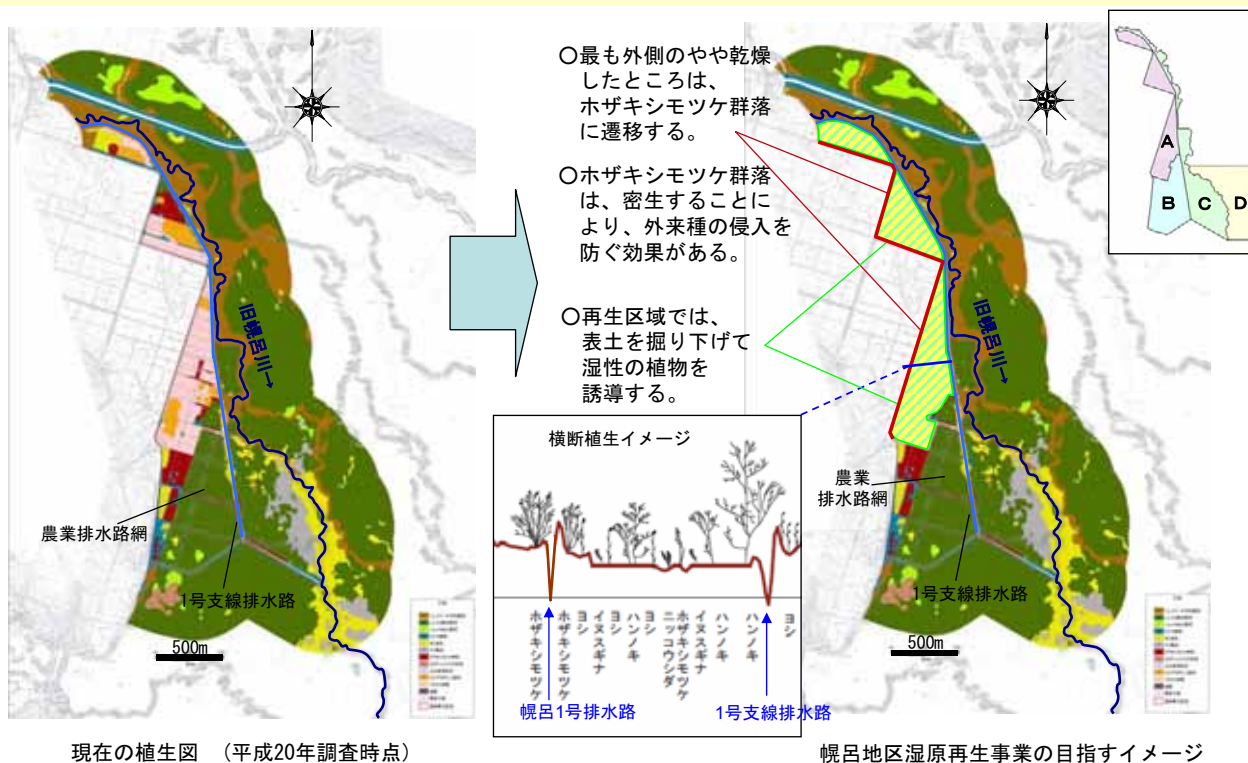 ○最も外側のやや乾燥
したところは、
ホザキシモツケ群落
に遷移する。
○ホザキシモツケ群落
は、密生することに
より、外来種の侵入を
防ぐ効果がある。
○再生区域では、
表土を掘り下げて
湿性の植物を
誘導する。
旧幌呂川→
農業排水路網
1号支線排水路
500m
現在の植生図 (平成20年調査時点)
横断植生イメージ
ホザキシモツケ
ホザキシモツケ
ヨシ
イヌスギナ
ヨシ
ハンノキ
ヨシ
ニッコウシダ
ホザキシモツケ
イヌスギナ
ハンノキ
ハンノキ
ヨシ
幌呂1号排水路
1号支線排水路
A
B
C
D
旧幌呂川→
農業
排水路網
1号支線排水路
500m
幌呂地区湿原再生事業の目指すイメージ